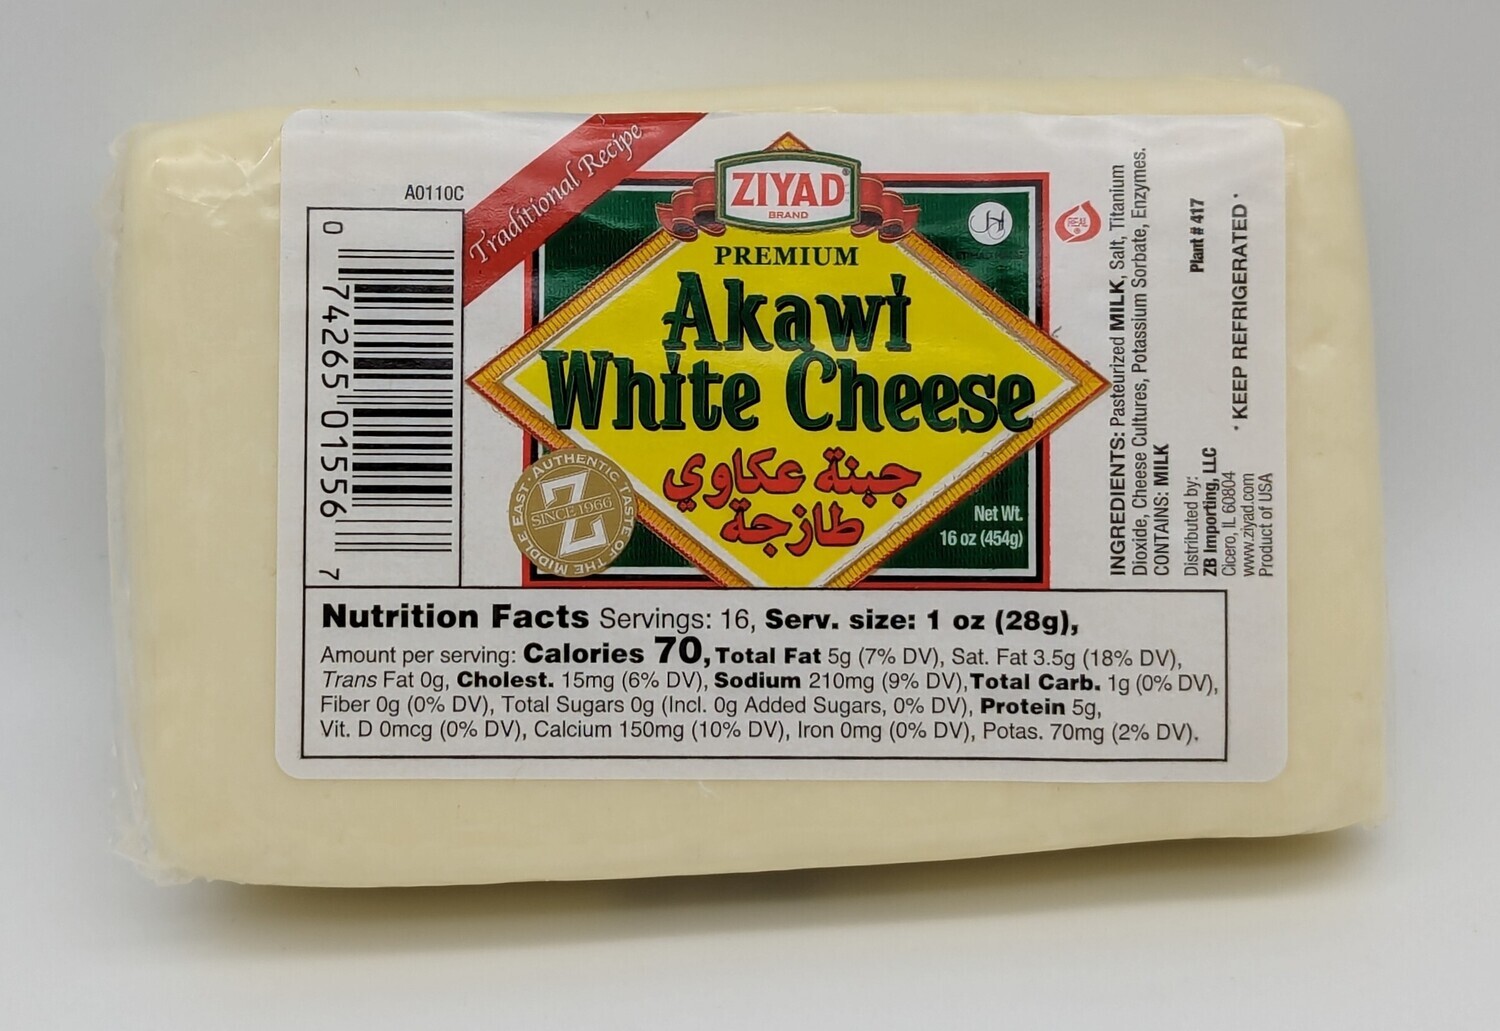 Traditional Recipe
A0110C
0 74265 01556 7
ZIYAD®
BRAND
PREMIUM
Akawi
White Cheese
جبنة عكاوي
طازجة
AUTHENTIC TASTE OF THE MIDDLE EAST
Z
SINCE 1966
Net Wt.
16 oz (454g)
REAL
INGREDIENTS: Pasteurized MILK, Salt, Titanium
Dioxide, Cheese Cultures, Potassium Sorbate, Enzymes.
CONTAINS: MILK
Distributed by:
ZB Importing, LLC
Cicero, IL 60804
www.ziyad.com
Product of USA
Plant # 417
* KEEP REFRIGERATED *
Nutrition Facts Servings: 16, Serv. size: 1 oz (28g),
Amount per serving: Calories 70, Total Fat 5g (7% DV), Sat. Fat 3.5g (18% DV),
Trans Fat 0g, Cholest. 15mg (6% DV), Sodium 210mg (9% DV), Total Carb. 1g (0% DV),
Fiber 0g (0% DV), Total Sugars 0g (Incl. 0g Added Sugars, 0% DV), Protein 5g,
Vit. D 0mcg (0% DV), Calcium 150mg (10% DV), Iron 0mg (0% DV), Potas. 70mg (2% DV).